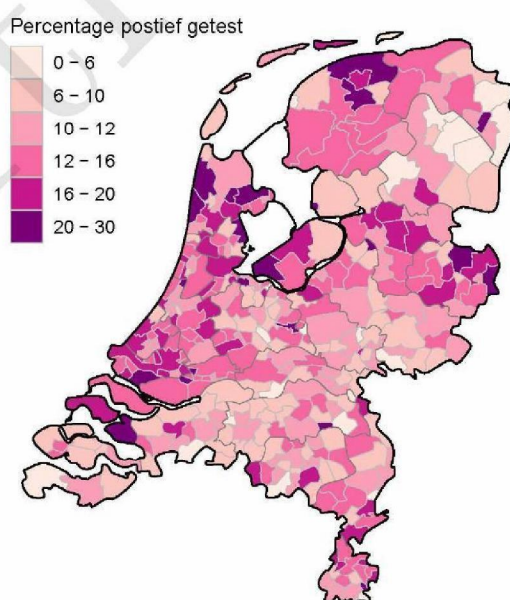 Percentage postief getest
0 – 6
6 – 10
10 – 12
12 – 16
16 – 20
20 – 30